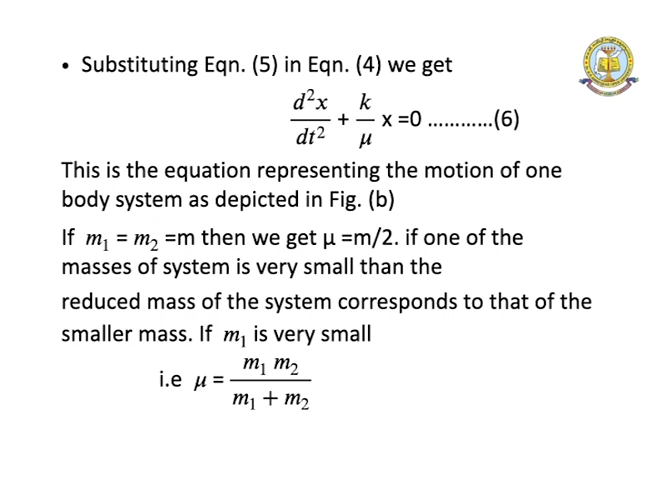 • Substituting Eqn. (5) in Eqn. (4) we get
d²x/dt² + k/μ x =0 ............(6)
This is the equation representing the motion of one
body system as depicted in Fig. (b)
If m₁ = m₂ =m then we get μ =m/2. if one of the
masses of system is very small than the
reduced mass of the system corresponds to that of the
smaller mass. If m₁ is very small
i.e μ = m₁ m₂ / m₁ + m₂